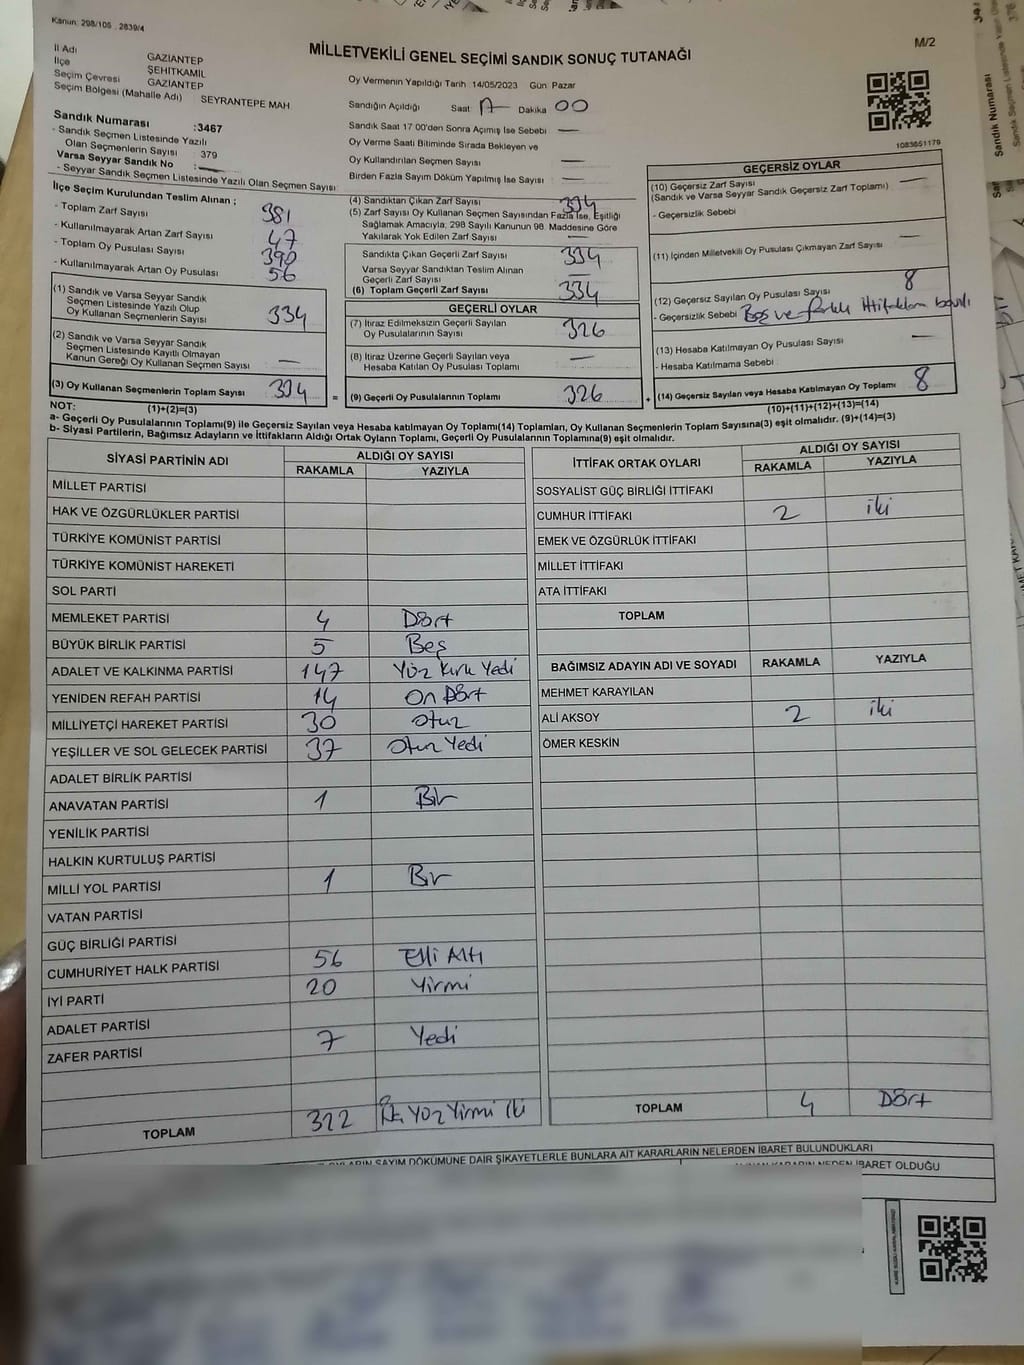 Kanun: 298/105 , 2839/4
M/2
MİLLETVEKİLİ GENEL SEÇİMİ SANDIK SONUÇ TUTANAĞI
İl Adı GAZİANTEP
İlçe ŞEHİTKAMİL
Seçim Çevresi GAZİANTEP
Seçim Bölgesi (Mahalle Adı) SEYRANTEPE MAH
Sandık Numarası :3467
- Sandık Seçmen Listesinde Yazılı
Olan Seçmenlerin Sayısı 379
Varsa Seyyar Sandık No : —
- Seyyar Sandık Seçmen Listesinde Yazılı Olan Seçmen Sayısı:
Oy Vermenin Yapıldığı Tarih :14/05/2023 Gün: Pazar
Sandığın Açıldığı Saat Dakika 00
Sandık Saat 17 00'den Sonra Açımış İse Sebebi —
Oy Verme Saati Bitiminde Sırada Bekleyen ve
Oy Kullandırılan Seçmen Sayısı —
Birden Fazla Sayım Döküm Yapılmış İse Sayısı —
1083651179
İlçe Seçim Kurulundan Teslim Alınan ;
- Toplam Zarf Sayısı 381
- Kullanılmayarak Artan Zarf Sayısı 47
- Toplam Oy Pusulası Sayısı 390
- Kullanılmayarak Artan Oy Pusulası 56
(1) Sandık ve Varsa Seyyar Sandık
Seçmen Listesinde Yazılı Olup
Oy Kullanan Seçmenlerin Sayısı 334
(2) Sandık ve Varsa Seyyar Sandık
Seçmen Listesinde Kayıtlı Olmayan
Kanun Gereği Oy Kullanan Seçmen Sayısı —
(3) Oy Kullanan Seçmenlerin Toplam Sayısı 334 =
(4) Sandıktan Çıkan Zarf Sayısı 334
(5) Zarf Sayısı Oy Kullanan Seçmen Sayısından Fazla İse, Eşitliği
Sağlamak Amacıyla, 298 Sayılı Kanunun 98. Maddesine Göre
Yakılarak Yok Edilen Zarf Sayısı —
Sandıkta Çıkan Geçerli Zarf Sayısı 334
Varsa Seyyar Sandıktan Teslim Alınan
Geçerli Zarf Sayısı —
(6) Toplam Geçerli Zarf Sayısı 334
GEÇERLİ OYLAR
(7) İtiraz Edilmeksizin Geçerli Sayılan
Oy Pusulalarının Sayısı 326
(8) İtiraz Üzerine Geçerli Sayılan veya
Hesaba Katılan Oy Pusulası Toplamı —
(9) Geçerli Oy Pusulalarının Toplamı 326 +
GEÇERSİZ OYLAR
(10) Geçersiz Zarf Sayısı —
(Sandık ve Varsa Seyyar Sandık Geçersiz Zarf Toplamı)
- Geçersizlik Sebebi
(11) İçinden Milletvekili Oy Pusulası Çıkmayan Zarf Sayısı —
(12) Geçersiz Sayılan Oy Pusulası Sayısı 8
- Geçersizlik Sebebi Boş ve farklı ittifaklara
(13) Hesaba Katılmayan Oy Pusulası Sayısı —
- Hesaba Katılmama Sebebi
(14) Geçersiz Sayılan veya Hesaba Katılmayan Oy Toplamı 8
NOT: (1)+(2)=(3) (10)+(11)+(12)+(13)=(14)
a- Geçerli Oy Pusulalarının Toplamı(9) ile Geçersiz Sayılan veya Hesaba katılmayan Oy Toplamı(14) Toplamları, Oy Kullanan Seçmenlerin Toplam Sayısına(3) eşit olmalıdır. (9)+(14)=(3)
b- Siyasi Partilerin, Bağımsız Adayların ve İttifakların Aldığı Ortak Oyların Toplamı, Geçerli Oy Pusulalarının Toplamına(9) eşit olmalıdır.
SİYASİ PARTİNİN ADI ALDIĞI OY SAYISI
RAKAMLA YAZIYLA
MİLLET PARTİSİ
HAK VE ÖZGÜRLÜKLER PARTİSİ
TÜRKİYE KOMÜNİST PARTİSİ
TÜRKİYE KOMÜNİST HAREKETİ
SOL PARTİ
MEMLEKET PARTİSİ 4 Dört
BÜYÜK BİRLİK PARTİSİ 5 Beş
ADALET VE KALKINMA PARTİSİ 147 Yüz Kırk Yedi
YENİDEN REFAH PARTİSİ 14 On Dört
MİLLİYETÇİ HAREKET PARTİSİ 30 otuz
YEŞİLLER VE SOL GELECEK PARTİSİ 37 otuz Yedi
ADALET BİRLİK PARTİSİ
ANAVATAN PARTİSİ 1 Bir
YENİLİK PARTİSİ
HALKIN KURTULUŞ PARTİSİ
MİLLİ YOL PARTİSİ 1 Bir
VATAN PARTİSİ
GÜÇ BİRLİĞİ PARTİSİ
CUMHURİYET HALK PARTİSİ 56 Elli Altı
İYİ PARTİ 20 Yirmi
ADALET PARTİSİ
ZAFER PARTİSİ 7 Yedi
TOPLAM 322 Yüz Yirmi iki
İTTİFAK ORTAK OYLARI ALDIĞI OY SAYISI
RAKAMLA YAZIYLA
SOSYALİST GÜÇ BİRLİĞİ İTTİFAKI
CUMHUR İTTİFAKI 2 iki
EMEK VE ÖZGÜRLÜK İTTİFAKI
MİLLET İTTİFAKI
ATA İTTİFAKI
TOPLAM
BAĞIMSIZ ADAYIN ADI VE SOYADI RAKAMLA YAZIYLA
MEHMET KARAYILAN
ALİ AKSOY 2 iki
ÖMER KESKİN
TOPLAM 4 Dört
SAYIM DÖKÜMÜNE DAİR ŞİKAYETLERLE BUNLARA AİT KARARLARIN NELERDEN İBARET BULUNDUKLARI
NEDEN İBARET OLDUĞU
Sandık Numarası